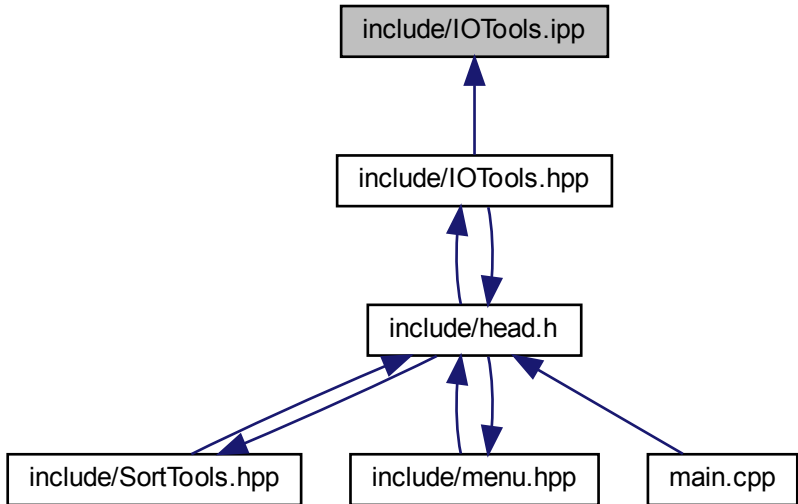 include/IOTools.ipp
include/IOTools.hpp
include/head.h
include/SortTools.hpp
include/menu.hpp
main.cpp